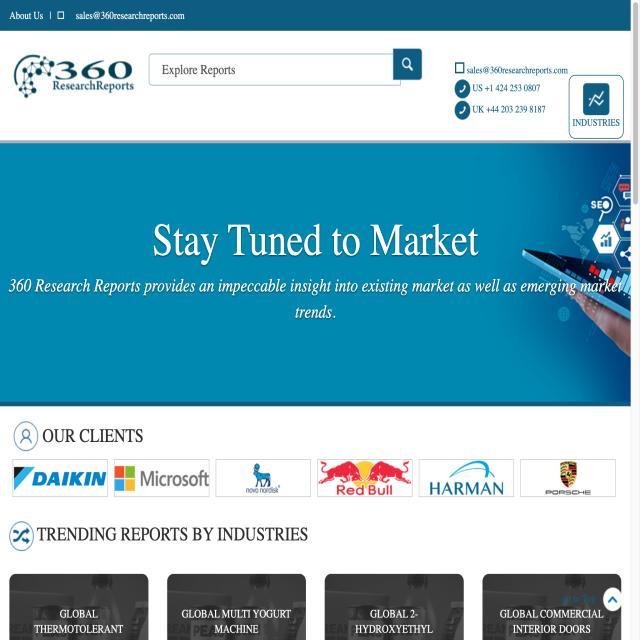 About Us | sales@360researchreports.com
360
ResearchReports
Explore Reports
sales@360researchreports.com
US +1 424 253 0807
UK +44 203 239 8187
INDUSTRIES
SEO
Stay Tuned to Market
360 Research Reports provides an impeccable insight into existing market as well as emerging market
trends.
OUR CLIENTS
DAIKIN
Microsoft
novo nordisk
Red Bull
HARMAN
PORSCHE
TRENDING REPORTS BY INDUSTRIES
GLOBAL
THERMOTOLERANT
GLOBAL MULTI YOGURT
MACHINE
GLOBAL 2-
HYDROXYETHYL
GLOBAL COMMERCIAL
INTERIOR DOORS